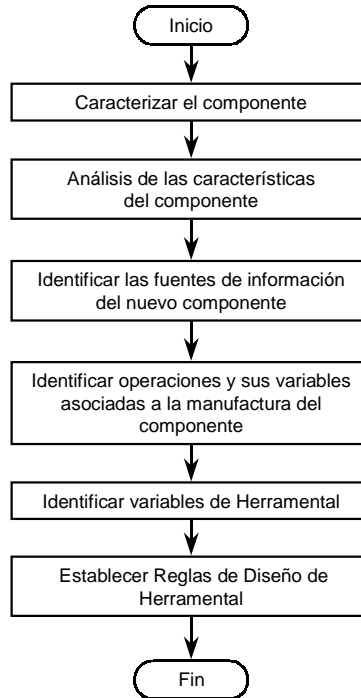 Inicio
Caracterizar el componente
Análisis de las características
del componente
Identificar las fuentes de información
del nuevo componente
Identificar operaciones y sus variables
asociadas a la manufactura del
componente
Identificar variables de Herramental
Establecer Reglas de Diseño de
Herramental
Fin